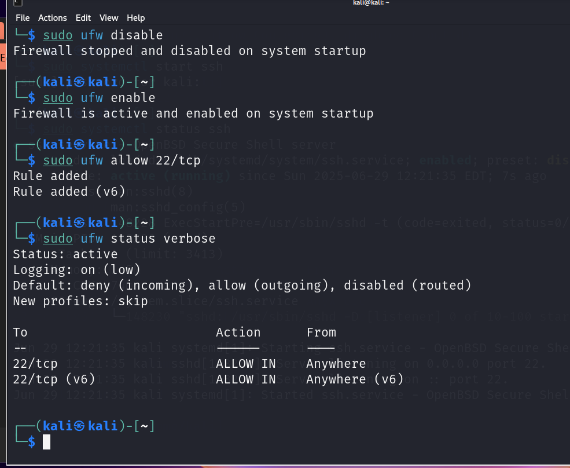 kali@kali: ~
File Actions Edit View Help
└─$ sudo ufw disable
Firewall stopped and disabled on system startup
┌──(kali㉿kali)-[~]
└─$ sudo ufw enable
Firewall is active and enabled on system startup
┌──(kali㉿kali)-[~]
└─$ sudo ufw allow 22/tcp
Rule added
Rule added (v6)
┌──(kali㉿kali)-[~]
└─$ sudo ufw status verbose
Status: active
Logging: on (low)
Default: deny (incoming), allow (outgoing), disabled (routed)
New profiles: skip
To Action From
-- ------ ----
22/tcp ALLOW IN Anywhere
22/tcp (v6) ALLOW IN Anywhere (v6)
┌──(kali㉿kali)-[~]
└─$